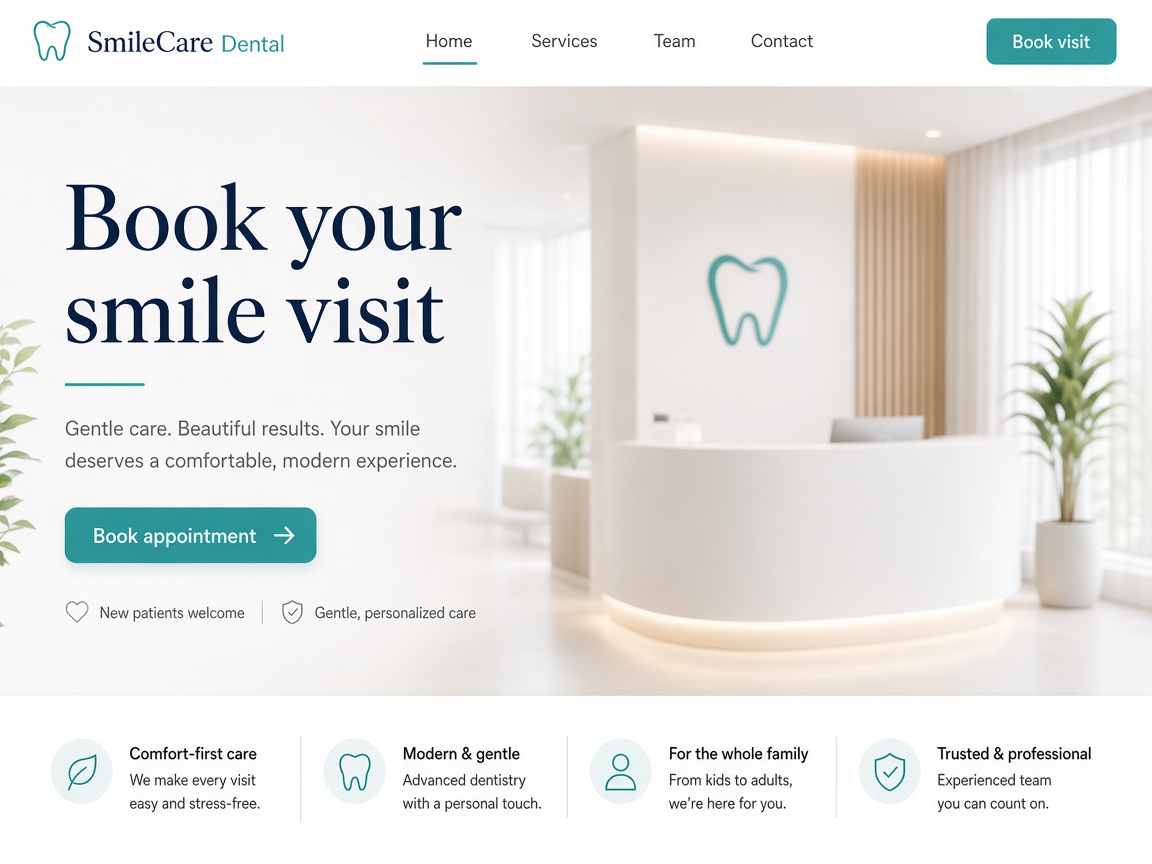 SmileCare Dental
Home
Services
Team
Contact
Book visit
Book your
smile visit
Gentle care. Beautiful results. Your smile
deserves a comfortable, modern experience.
Book appointment
New patients welcome
Gentle, personalized care
Comfort-first care
We make every visit
easy and stress-free.
Modern & gentle
Advanced dentistry
with a personal touch.
For the whole family
From kids to adults,
we're here for you.
Trusted & professional
Experienced team
you can count on.